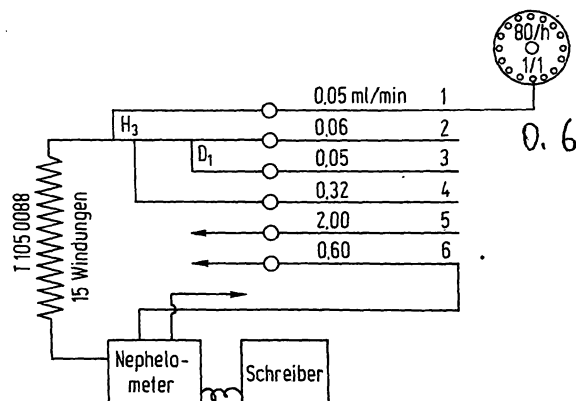 80/h
1/1
0,05 ml/min 1
H3
0,06 2
D. 6
D1
0,05 3
0,32 4
2,00 5
0,60 6
T 105 0088
15 Windungen
Nephelo-
meter
Schreiber